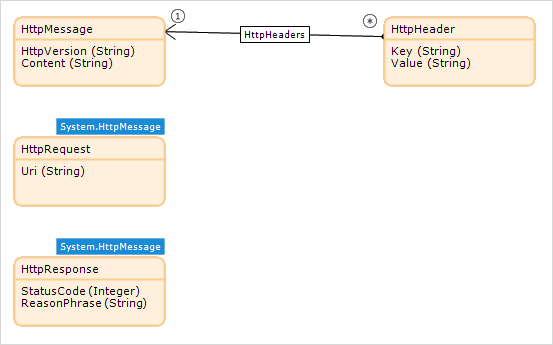 HttpMessage
HttpVersion (String)
Content (String)
1
HttpHeaders
*
HttpHeader
Key (String)
Value (String)
System.HttpMessage
HttpRequest
Uri (String)
System.HttpMessage
HttpResponse
StatusCode (Integer)
ReasonPhrase (String)